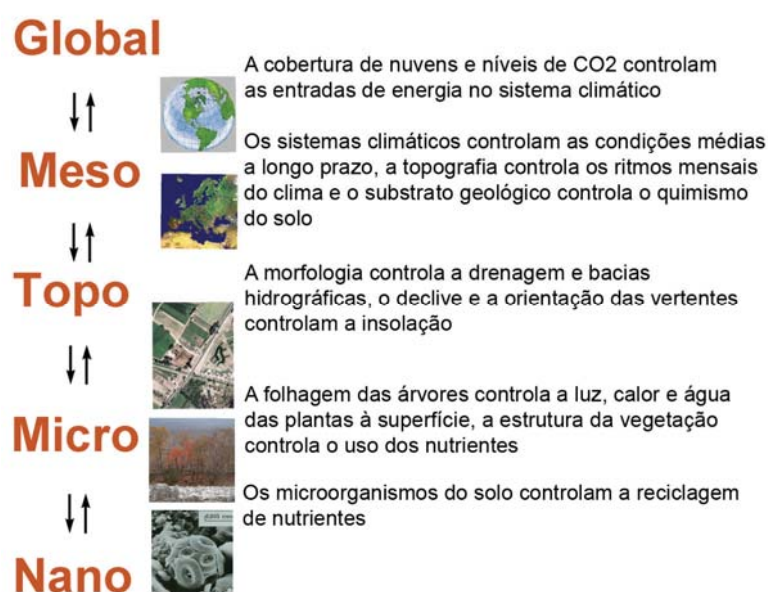 Global
A cobertura de nuvens e níveis de CO2 controlam
as entradas de energia no sistema climático
Meso
Os sistemas climáticos controlam as condições médias
a longo prazo, a topografia controla os ritmos mensais
do clima e o substrato geológico controla o quimismo
do solo
Topo
A morfologia controla a drenagem e bacias
hidrográficas, o declive e a orientação das vertentes
controlam a insolação
Micro
A folhagem das árvores controla a luz, calor e água
das plantas à superfície, a estrutura da vegetação
controla o uso dos nutrientes
Os microorganismos do solo controlam a reciclagem
de nutrientes
Nano